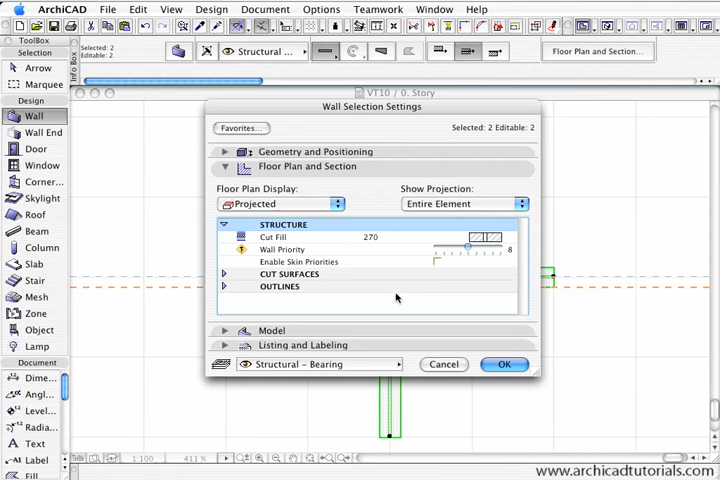 ArchiCAD File Edit View Design Document Options Teamwork Window Help
ToolBox
Selection
Arrow
Marquee
Design
Wall
Wall End
Door
Window
Corner...
Skylight
Roof
Beam
Column
Slab
Stair
Mesh
Zone
Object
Lamp
Document
Dime...
Angl...
Level...
Radia...
Text
A1 Label
Fill
Info Box
Selected: 2
Editable: 2
Structural ...
Floor Plan and Section...
VT10 / 0. Story
Wall Selection Settings
Favorites...
Selected: 2 Editable: 2
Geometry and Positioning
Floor Plan and Section
Floor Plan Display:
Show Projection:
Projected
Entire Element
STRUCTURE
Cut Fill 270
Wall Priority 8
Enable Skin Priorities
CUT SURFACES
OUTLINES
Model
Listing and Labeling
Structural - Bearing
Cancel
OK
1:100
411 %
www.archicadtutorials.com